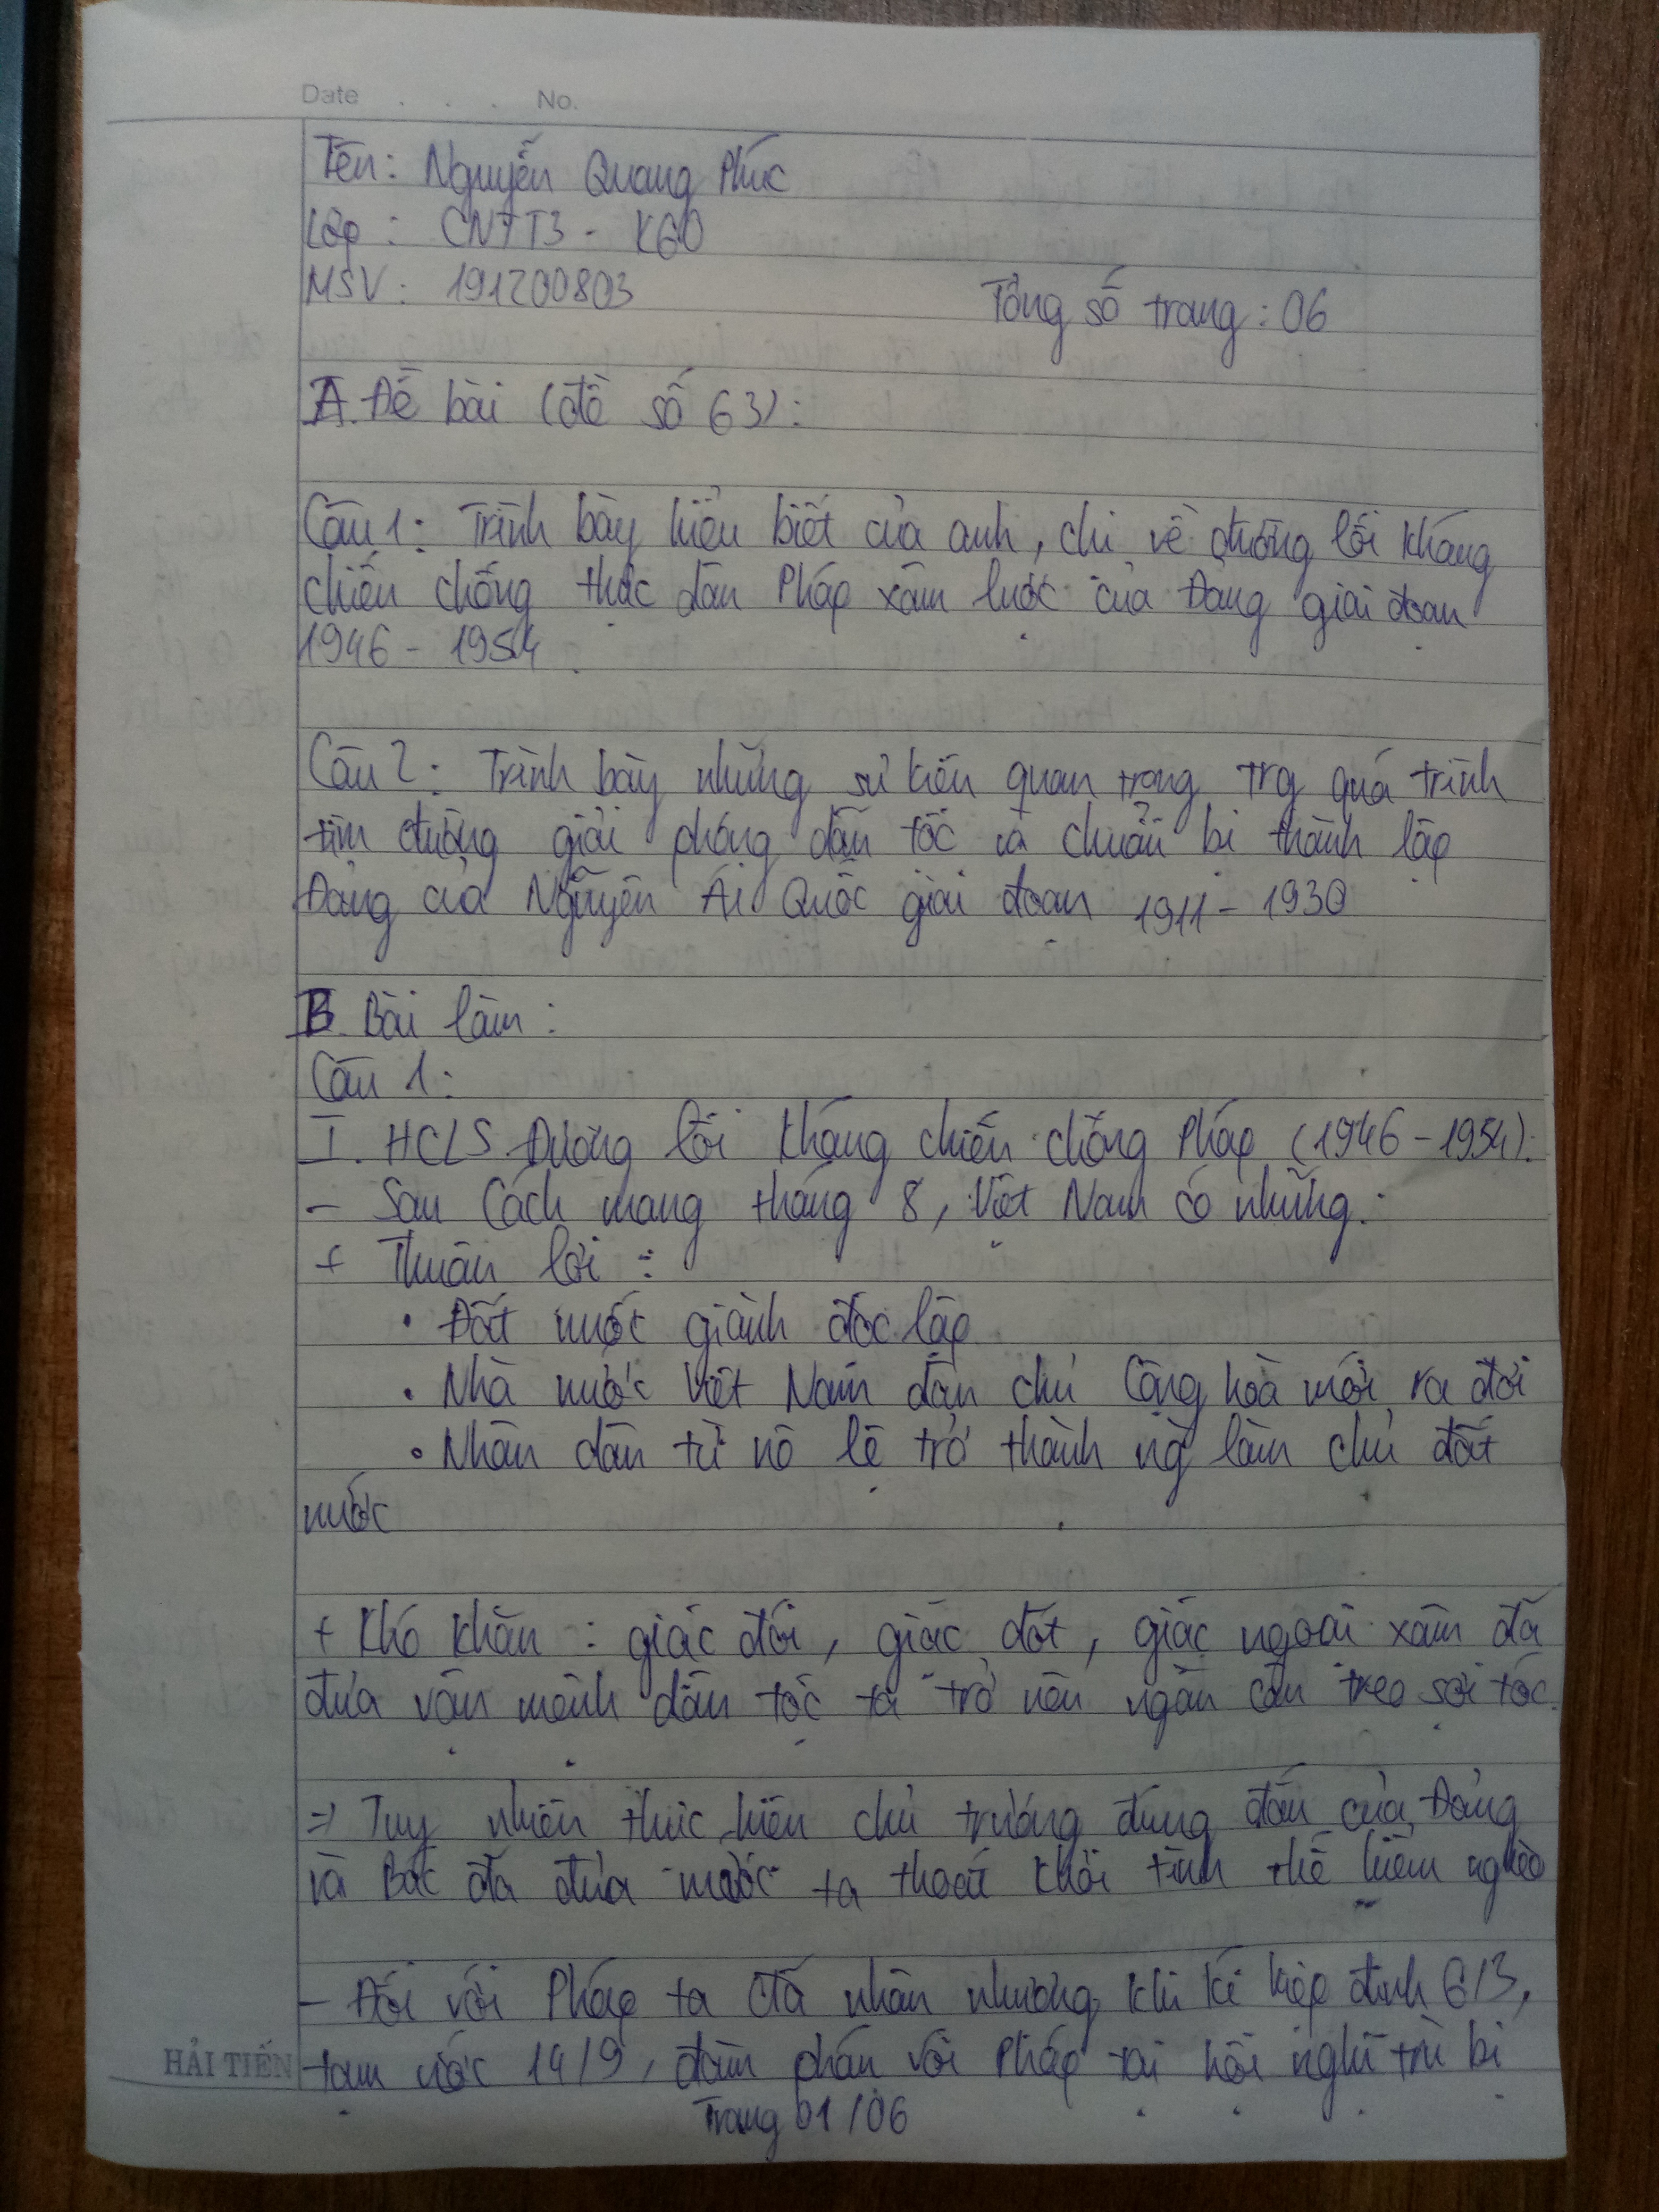 Date . . . No.
Tên: Nguyễn Quang Phúc
Lớp: CNTT3 - K60
MSV: 191200803
Tổng số trang: 06
A. Đề bài (đề số 63):
Câu 1: Trình bày hiểu biết của anh, chị về đường lối kháng
chiến chống thực dân Pháp xâm lược của Đảng giai đoạn
1946 - 1954
Câu 2: Trình bày những sự kiện quan trọng trg quá trình
tìm đường giải phóng dân tộc và chuẩn bị thành lập
Đảng của Nguyễn Ái Quốc giai đoạn 1911 - 1930
B. Bài làm:
Câu 1:
I. HCLS Đường lối kháng chiến chống Pháp (1946 - 1954):
- Sau Cách mạng tháng 8, Việt Nam có những:
+ Thuận lợi:
• Đất nước giành độc lập
• Nhà nước Việt Nam dân chủ Cộng hoà mới ra đời
• Nhân dân từ nô lệ trở thành ng làm chủ đất
nước
+ Khó khăn: giặc đói, giặc dốt, giặc ngoại xâm đã
đưa vận mệnh dân tộc ta trở nên ngàn cân treo sợi tóc.
=> Tuy nhiên thực hiện chủ trương đúng đắn của Đảng
và Bác đã đưa nước ta thoát khỏi tình thế hiểm nghèo
- Đối với Pháp ta đã nhân nhượng khi kí hiệp định 6/3,
tạm ước 14/9, đàm phán với Pháp tại hội nghị trù bị
HẢI TIẾN
Trang 01/06